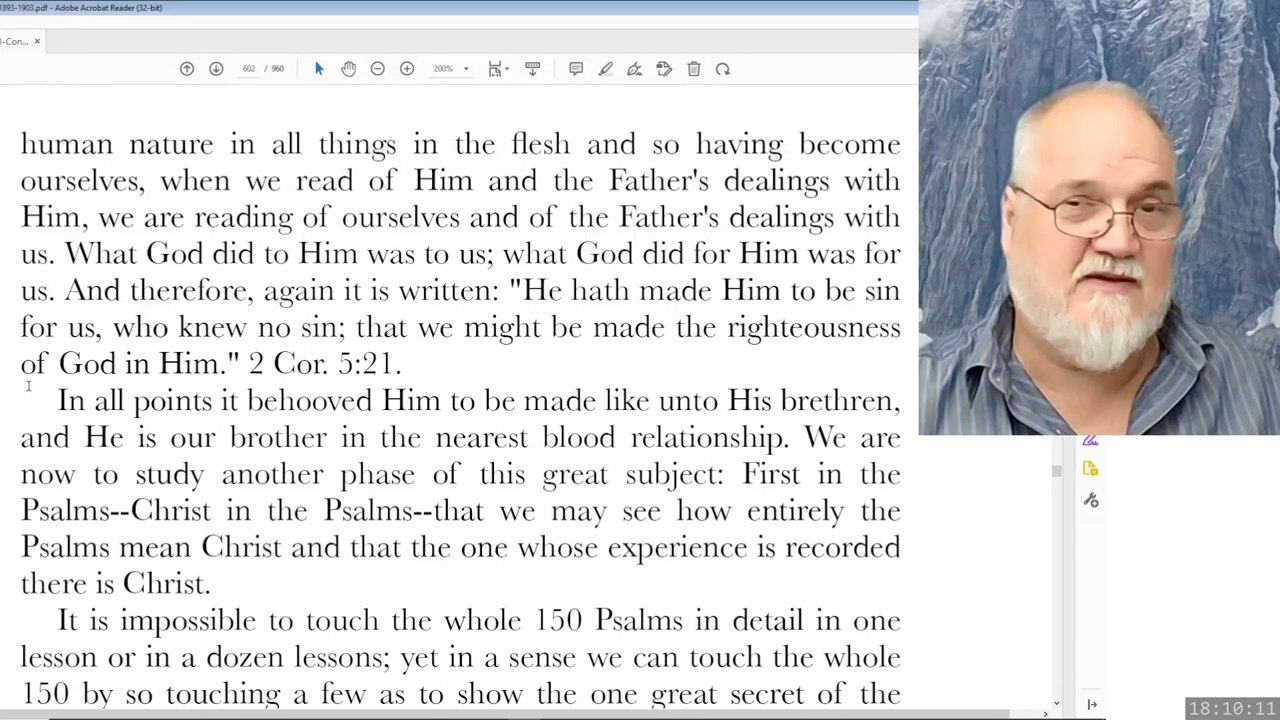 1893-1903.pdf - Adobe Acrobat Reader (32-bit)
l-Con... ×
602 / 960
200%
human nature in all things in the flesh and so having become
ourselves, when we read of Him and the Father's dealings with
Him, we are reading of ourselves and of the Father's dealings with
us. What God did to Him was to us; what God did for Him was for
us. And therefore, again it is written: "He hath made Him to be sin
for us, who knew no sin; that we might be made the righteousness
of God in Him." 2 Cor. 5:21.
In all points it behooved Him to be made like unto His brethren,
and He is our brother in the nearest blood relationship. We are
now to study another phase of this great subject: First in the
Psalms--Christ in the Psalms--that we may see how entirely the
Psalms mean Christ and that the one whose experience is recorded
there is Christ.
It is impossible to touch the whole 150 Psalms in detail in one
lesson or in a dozen lessons; yet in a sense we can touch the whole
150 by so touching a few as to show the one great secret of the
18:10:11